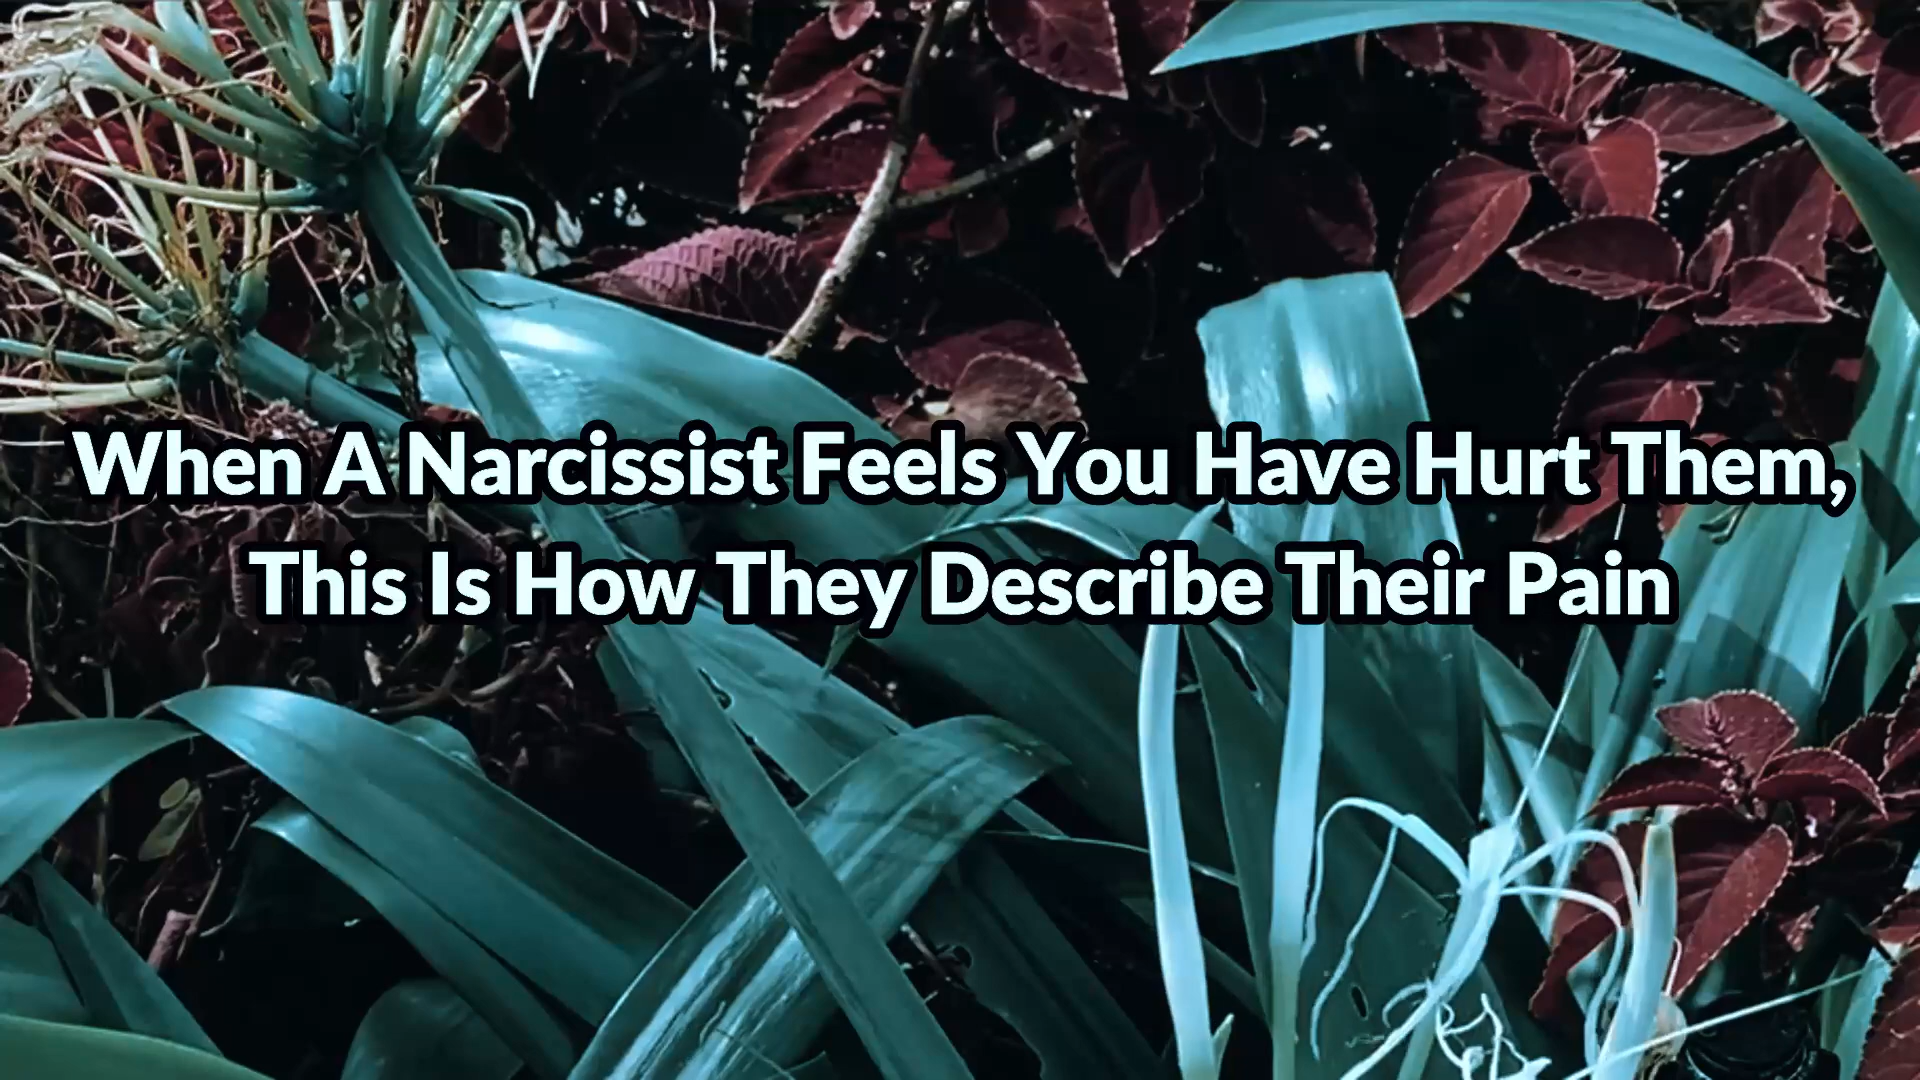 When A Narcissist Feels You Have Hurt Them,
This Is How They Describe Their Pain